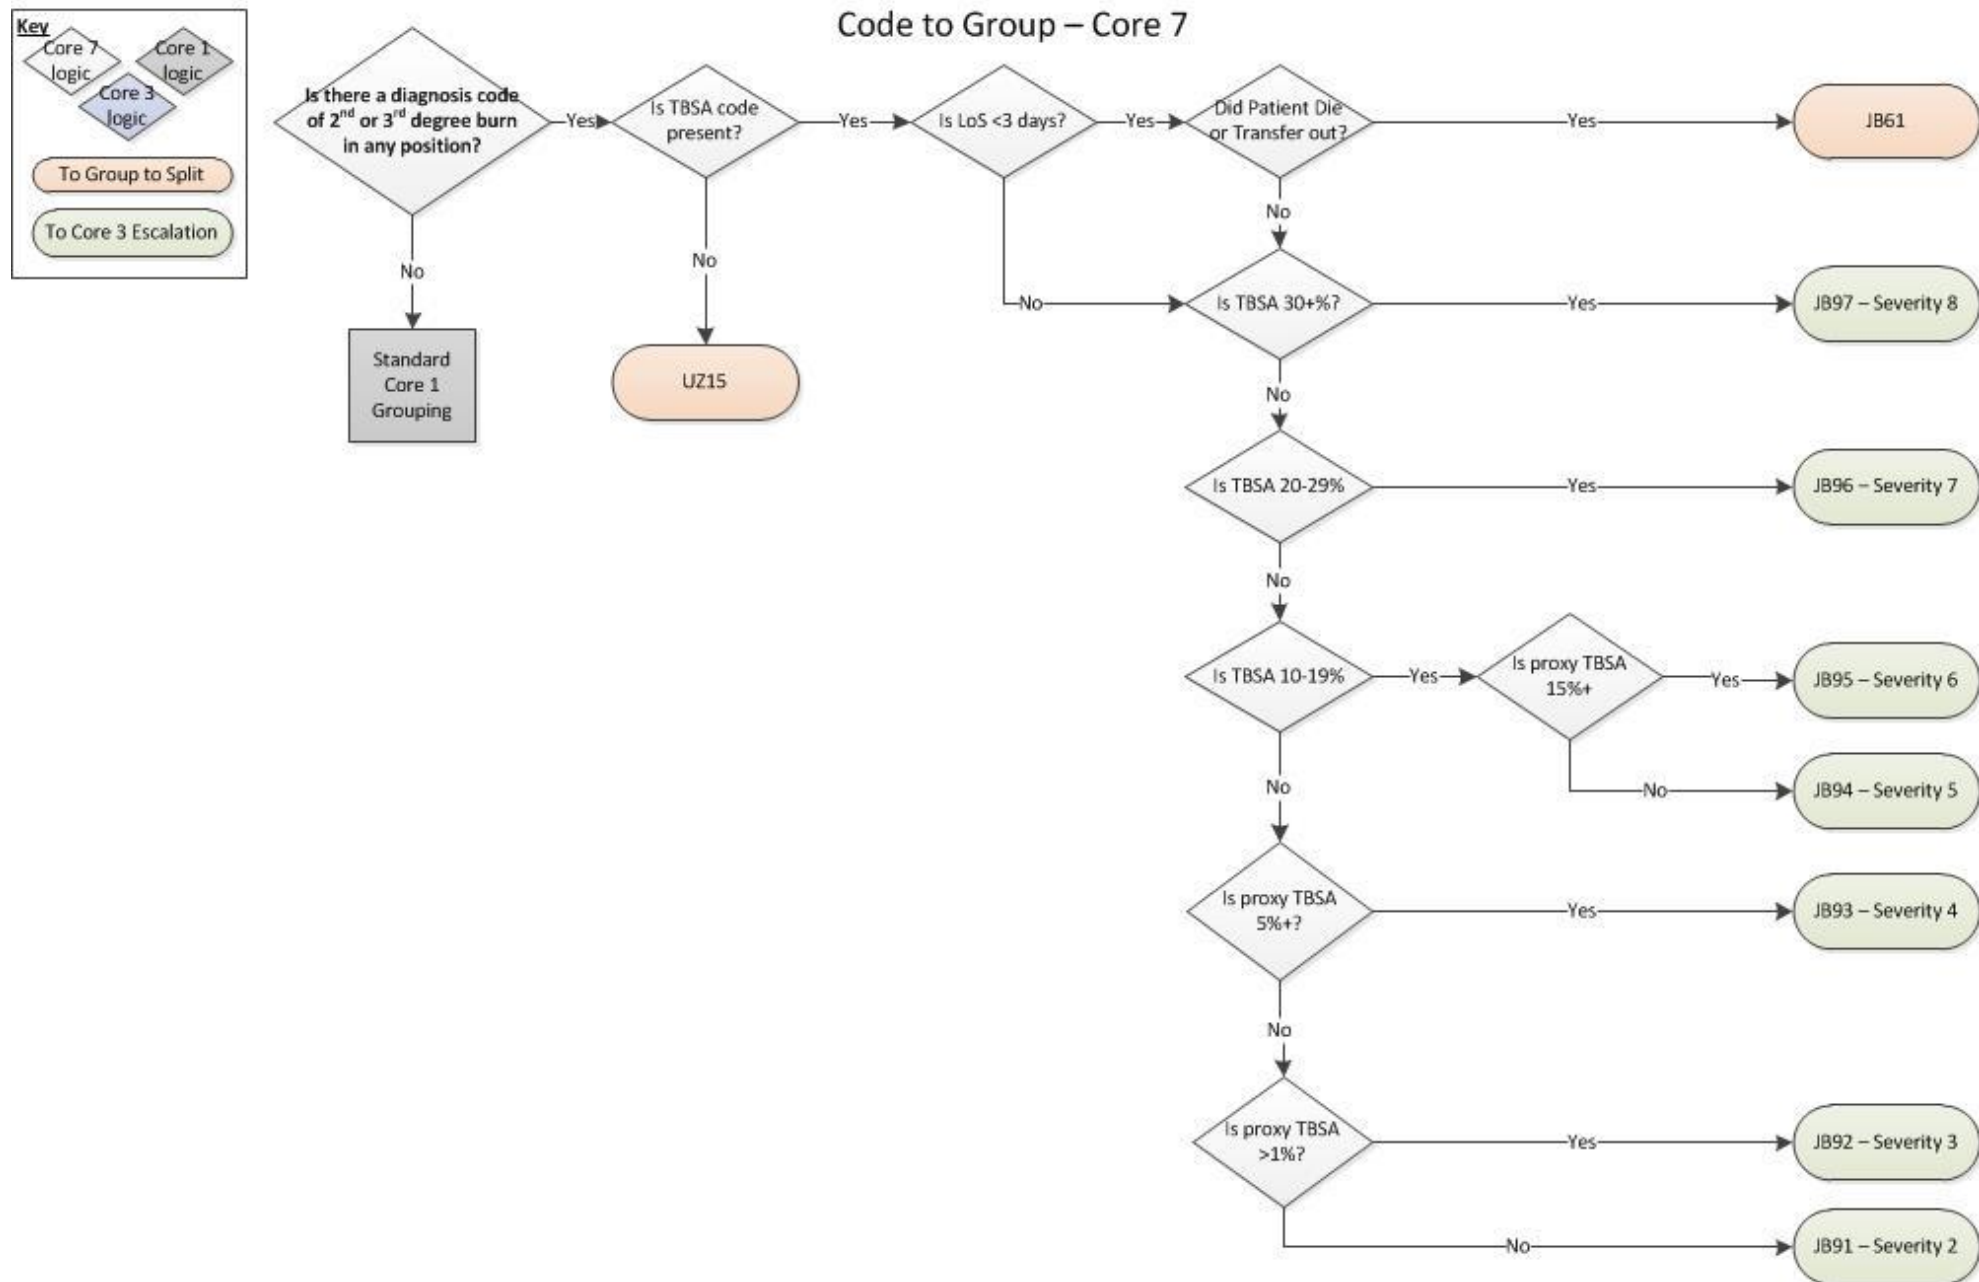 Code to Group – Core 7
Key
Core 7
logic
Core 1
logic
Core 3
logic
To Group to Split
To Core 3 Escalation
Is there a diagnosis code
of 2nd or 3rd degree burn
in any position?
Yes
Is TBSA code
present?
Yes
Is LoS <3 days?
Yes
Did Patient Die
or Transfer out?
Yes
JB61
No
Standard
Core 1
Grouping
No
UZ15
No
No
Is TBSA 30+%?
Yes
JB97 – Severity 8
No
Is TBSA 20-29%
Yes
JB96 – Severity 7
No
Is TBSA 10-19%
Yes
Is proxy TBSA
15%+
Yes
JB95 – Severity 6
No
JB94 – Severity 5
No
Is proxy TBSA
5%+?
Yes
JB93 – Severity 4
No
Is proxy TBSA
>1%?
Yes
JB92 – Severity 3
No
JB91 – Severity 2